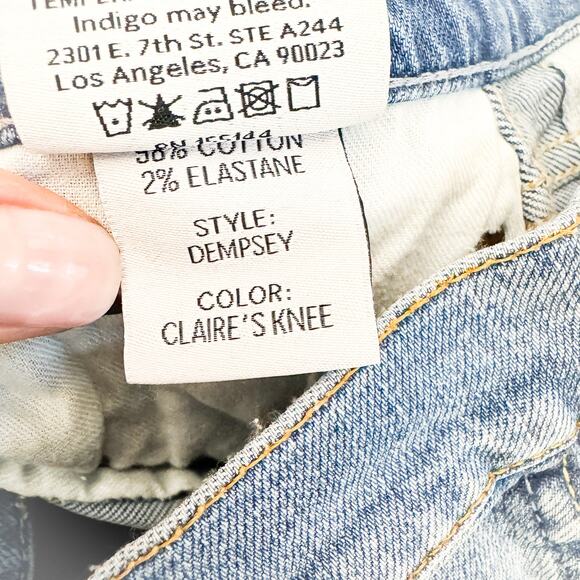 Indigo may bleed.
2301 E. 7th St. STE A244
Los Angeles, CA 90023
COTTON
2% ELASTANE
STYLE:
DEMPSEY
COLOR:
CLAIRE'S KNEE